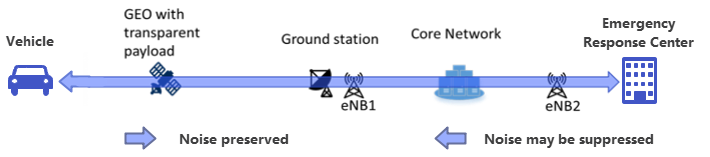 Vehicle
GEO with
transparent
payload
Ground station
Core Network
Emergency
Response Center
eNB1
eNB2
Noise preserved
Noise may be suppressed